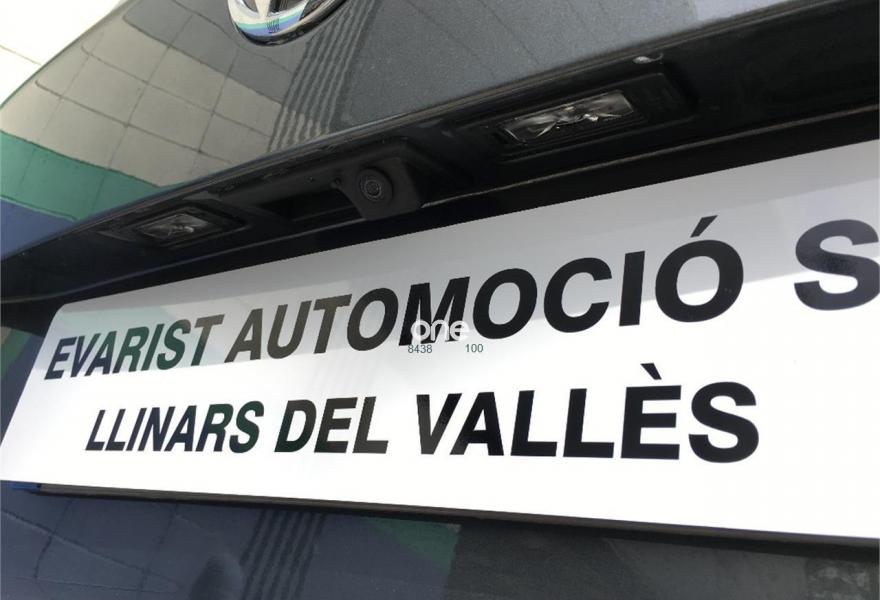 EVARIST AUTOMOCIÓ S
LLINARS DEL VALLÈS
one
8438 100